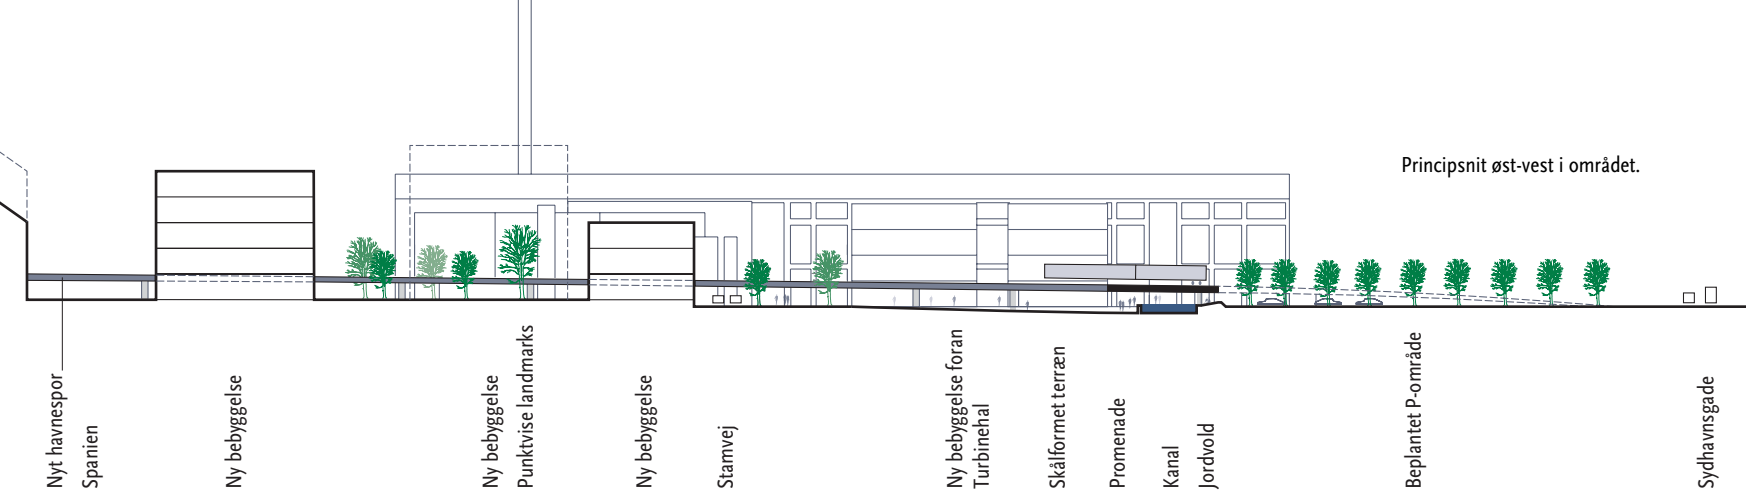 Principsnit øst-vest i området.
Nyt havnespor
Spanien
Ny bebyggelse
Ny bebyggelse
Punktvise landmarks
Ny bebyggelse
Stamvej
Ny bebyggelse foran
Turbinehal
Skålformet terræn
Promenade
Kanal
Jordvold
Beplantet P-område
Sydhavnsgade